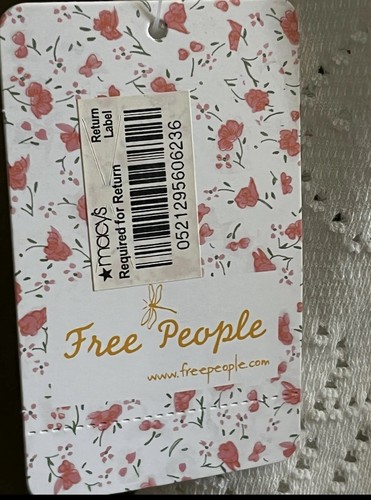 ★macy's
Return
Label
Required for Return
0521295606236
Free People
www.freepeople.com